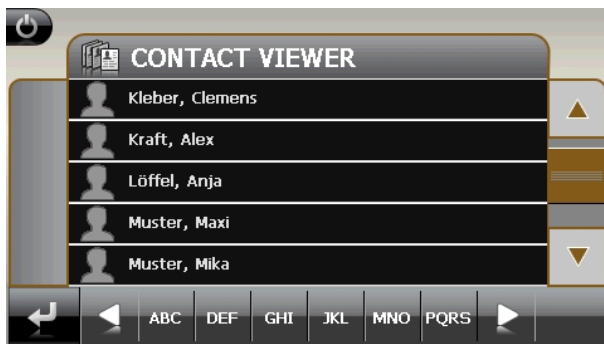 CONTACT VIEWER
Kleber, Clemens
Kraft, Alex
Löffel, Anja
Muster, Maxi
Muster, Mika
ABC DEF GHI JKL MNO PQRS